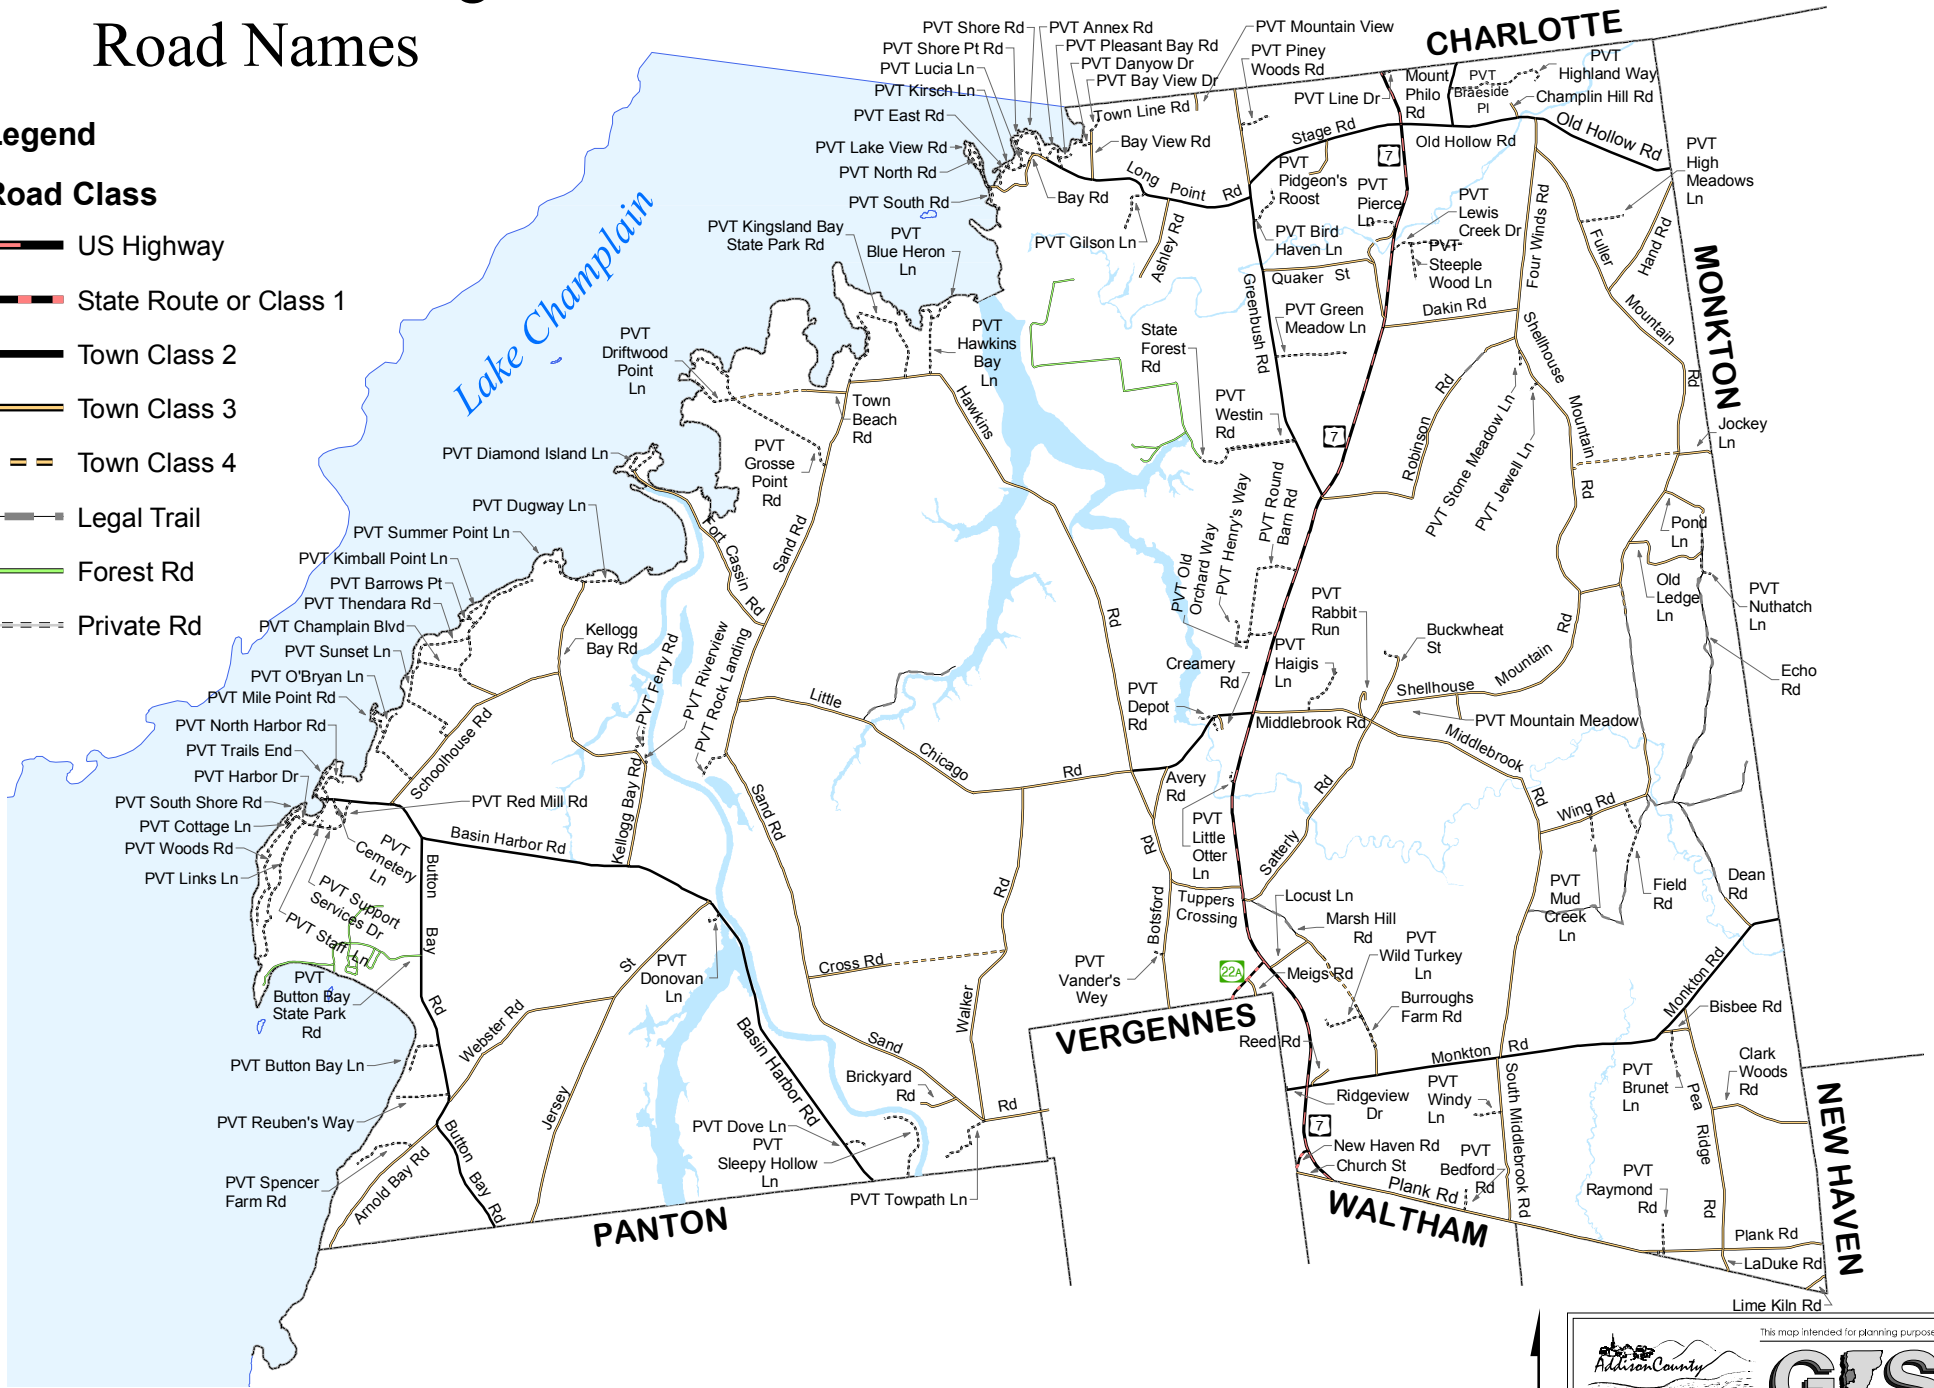 Road Names
Legend
Road Class
US Highway
State Route or Class 1
Town Class 2
Town Class 3
Town Class 4
Legal Trail
Forest Rd
Private Rd
Lake Champlain
CHARLOTTE
MONKTON
NEW HAVEN
WALTHAM
VERGENNES
PANTON
PVT Shore Rd
PVT Annex Rd
PVT Mountain View
PVT Shore Pt Rd
PVT Pleasant Bay Rd
PVT Piney
Woods Rd
PVT Lucia Ln
PVT Danyow Dr
PVT Kirsch Ln
PVT Bay View Dr
PVT East Rd
Town Line Rd
PVT Line Dr
Mount
Philo
Rd
PVT
Braeside
Pl
PVT
Highland Way
Champlin Hill Rd
PVT Lake View Rd
Bay View Rd
Stage Rd
Old Hollow Rd
Old Hollow Rd
PVT North Rd
Long
Point
Rd
7
PVT
High
Meadows
Ln
PVT South Rd
Bay Rd
PVT
Pidgeon's
Roost
PVT
Pierce
Ln
PVT
Lewis
Creek Dr
Four Winds Rd
Fuller
Mountain
Rd
Hand Rd
PVT Kingsland Bay
State Park Rd
PVT
Blue Heron
Ln
PVT Gilson Ln
Ashley Rd
PVT Bird
Haven Ln
PVT
Steeple
Wood Ln
Quaker
St
Greenbush Rd
PVT Green
Meadow Ln
Dakin Rd
PVT
Driftwood
Point
Ln
PVT
Hawkins
Bay
Ln
State
Forest
Rd
Shellhouse
Mountain
Rd
Town
Beach
Rd
Hawkins
Rd
PVT
Westin
Rd
7
Robinson
Rd
PVT Stone Meadow Ln
PVT Jewell Ln
Jockey
Ln
PVT Diamond Island Ln
PVT
Grosse
Point
Rd
PVT Dugway Ln
PVT Summer Point Ln
PVT Kimball Point Ln
PVT Barrows Pt
PVT Thendara Rd
PVT Champlain Blvd
PVT Sunset Ln
PVT O'Bryan Ln
PVT Mile Point Rd
PVT North Harbor Rd
PVT Trails End
PVT Harbor Dr
PVT South Shore Rd
PVT Cottage Ln
PVT Woods Rd
PVT Links Ln
Fort
Cassin
Rd
Sand Rd
Kellogg
Bay Rd
PVT Ferry Rd
PVT Riverview
PVT Rock Landing
PVT Old
Orchard Way
PVT Henry's Way
PVT Round
Barn Rd
PVT
Rabbit
Run
Buckwheat
St
Pond
Ln
Old
Ledge
Ln
PVT
Nuthatch
Ln
Echo
Rd
Creamery
Rd
PVT
Haigis
Ln
PVT
Depot
Rd
Middlebrook Rd
Shellhouse
Mountain
Rd
PVT Mountain Meadow
Middlebrook
Rd
Little
Chicago
Rd
Schoolhouse Rd
Kellogg Bay Rd
PVT Red Mill Rd
Basin Harbor Rd
PVT
Cemetery
Ln
PVT Support
Services Dr
PVT Staff Ln
Button
Bay
Rd
Sand Rd
Avery
Rd
PVT
Little
Otter
Ln
Satterly
Rd
Wing Rd
PVT
Mud
Creek
Ln
Field
Rd
Dean
Rd
Rd
Botsford
Tuppers
Crossing
Locust Ln
Marsh Hill
Rd
PVT
Wild Turkey
Ln
Meigs Rd
Burroughs
Farm Rd
22A
PVT
Vander's
Wey
Cross Rd
Walker
Rd
PVT
Donovan
Ln
PVT
Button Bay
State Park
Rd
St
Jersey
Webster Rd
PVT Button Bay Ln
PVT Reuben's Way
PVT Spencer
Farm Rd
Arnold Bay Rd
Button
Bay
Rd
Basin Harbor Rd
Sand
Rd
Brickyard
Rd
PVT Dove Ln
PVT
Sleepy Hollow
Ln
PVT Towpath Ln
Reed Rd
Monkton
Rd
Monkton Rd
Bisbee Rd
Ridgeview
Dr
PVT
Windy
Ln
South Middlebrook Rd
PVT
Brunet
Ln
Pea
Ridge
Rd
Clark
Woods
Rd
7
New Haven Rd
Church St
PVT
Bedford
Rd
Plank Rd
PVT
Raymond
Rd
Plank Rd
LaDuke Rd
Lime Kiln Rd
This map intended for planning purpose
Addison County
GIS